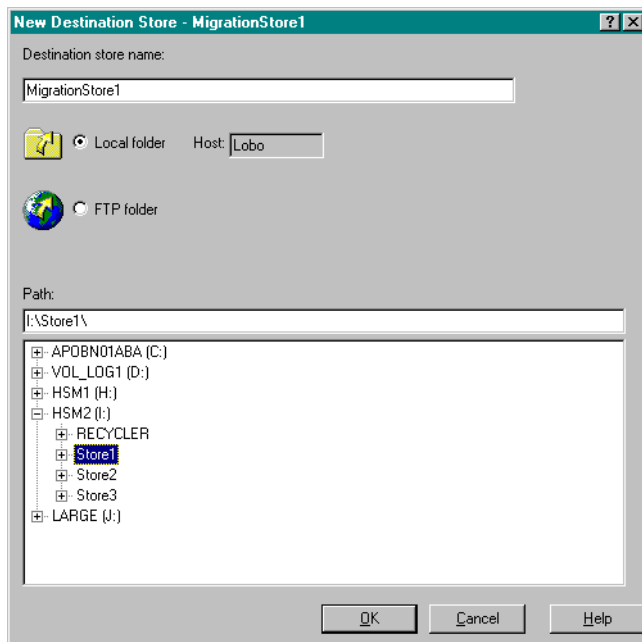 New Destination Store - MigrationStore1
Destination store name:
MigrationStore1
Local folder Host: Lobo
FTP folder
Path:
I:\Store1\
APOBN01ABA (C:)
VOL_LOG1 (D:)
HSM1 (H:)
HSM2 (I:)
RECYCLER
Store1
Store2
Store3
LARGE (J:)
OK Cancel Help